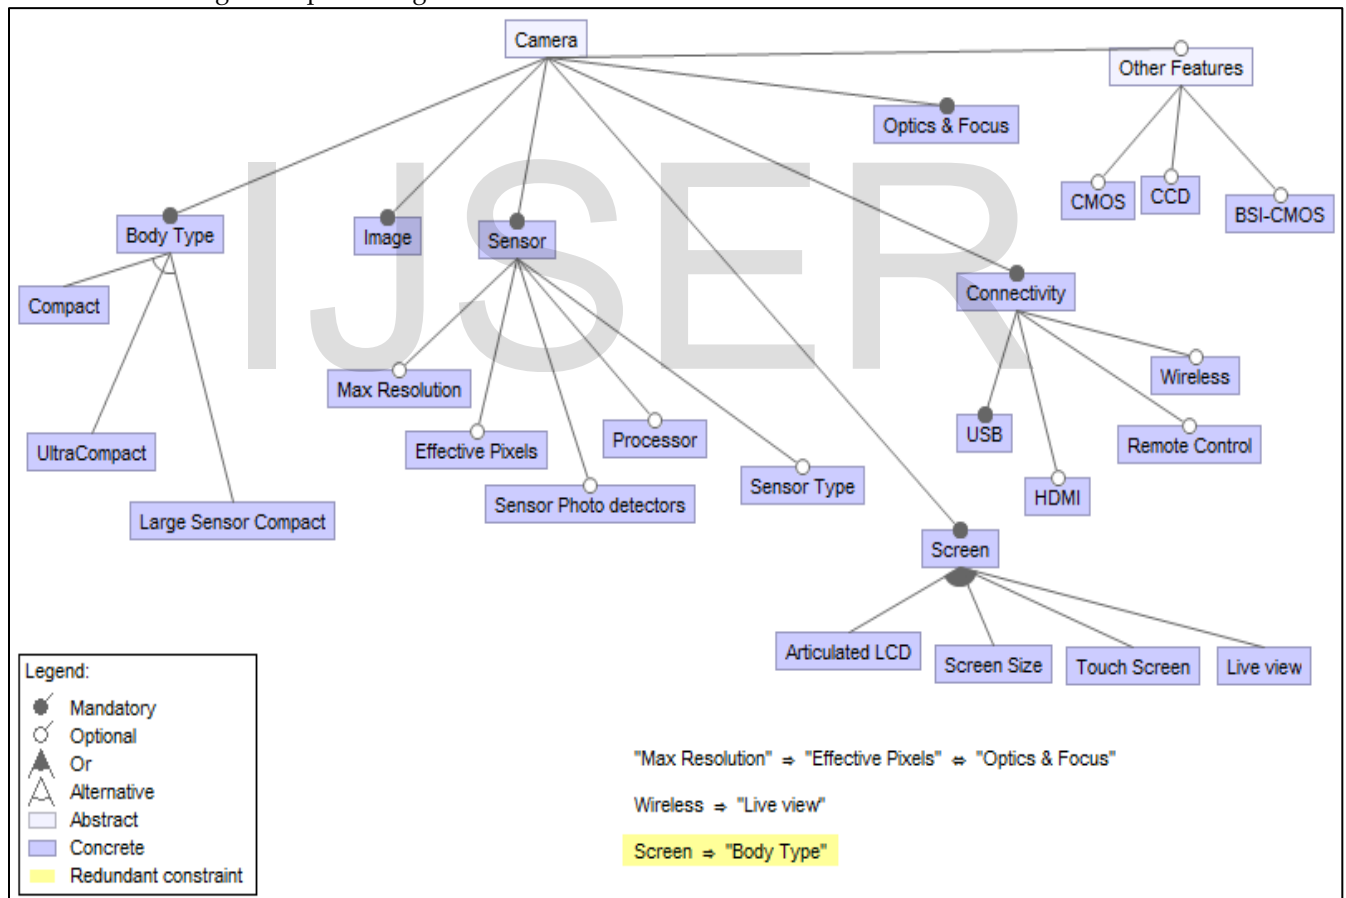 Camera
Other Features
Optics & Focus
CMOS
CCD
BSI-CMOS
IJSER
Body Type
Image
Sensor
Connectivity
Compact
Max Resolution
Wireless
UltraCompact
Effective Pixels
Processor
USB
Remote Control
Sensor Type
Sensor Photo detectors
HDMI
Large Sensor Compact
Screen
Articulated LCD
Screen Size
Touch Screen
Live view
Legend:
Mandatory
Optional
Or
Alternative
Abstract
Concrete
Redundant constraint
"Max Resolution" ⇒ "Effective Pixels" ⇔ "Optics & Focus"
Wireless ⇒ "Live view"
Screen ⇒ "Body Type"